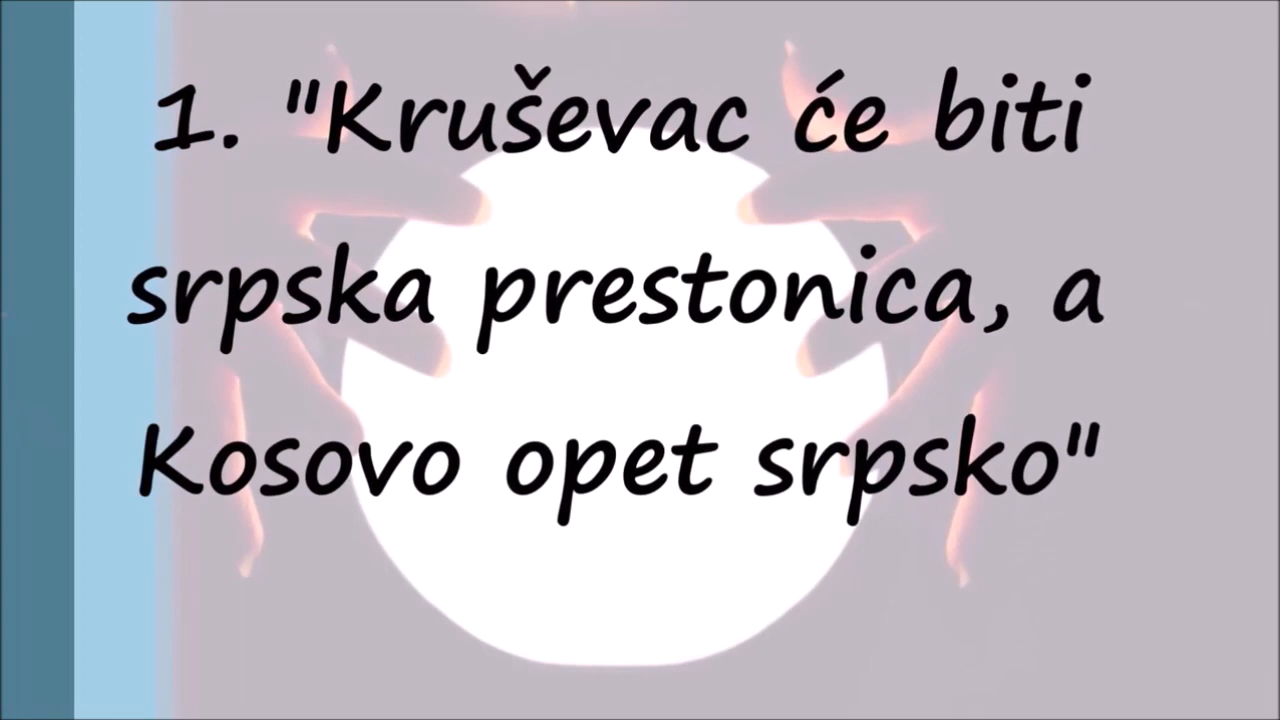 1. "Kruševac će biti
srpska prestonica, a
Kosovo opet srpsko"